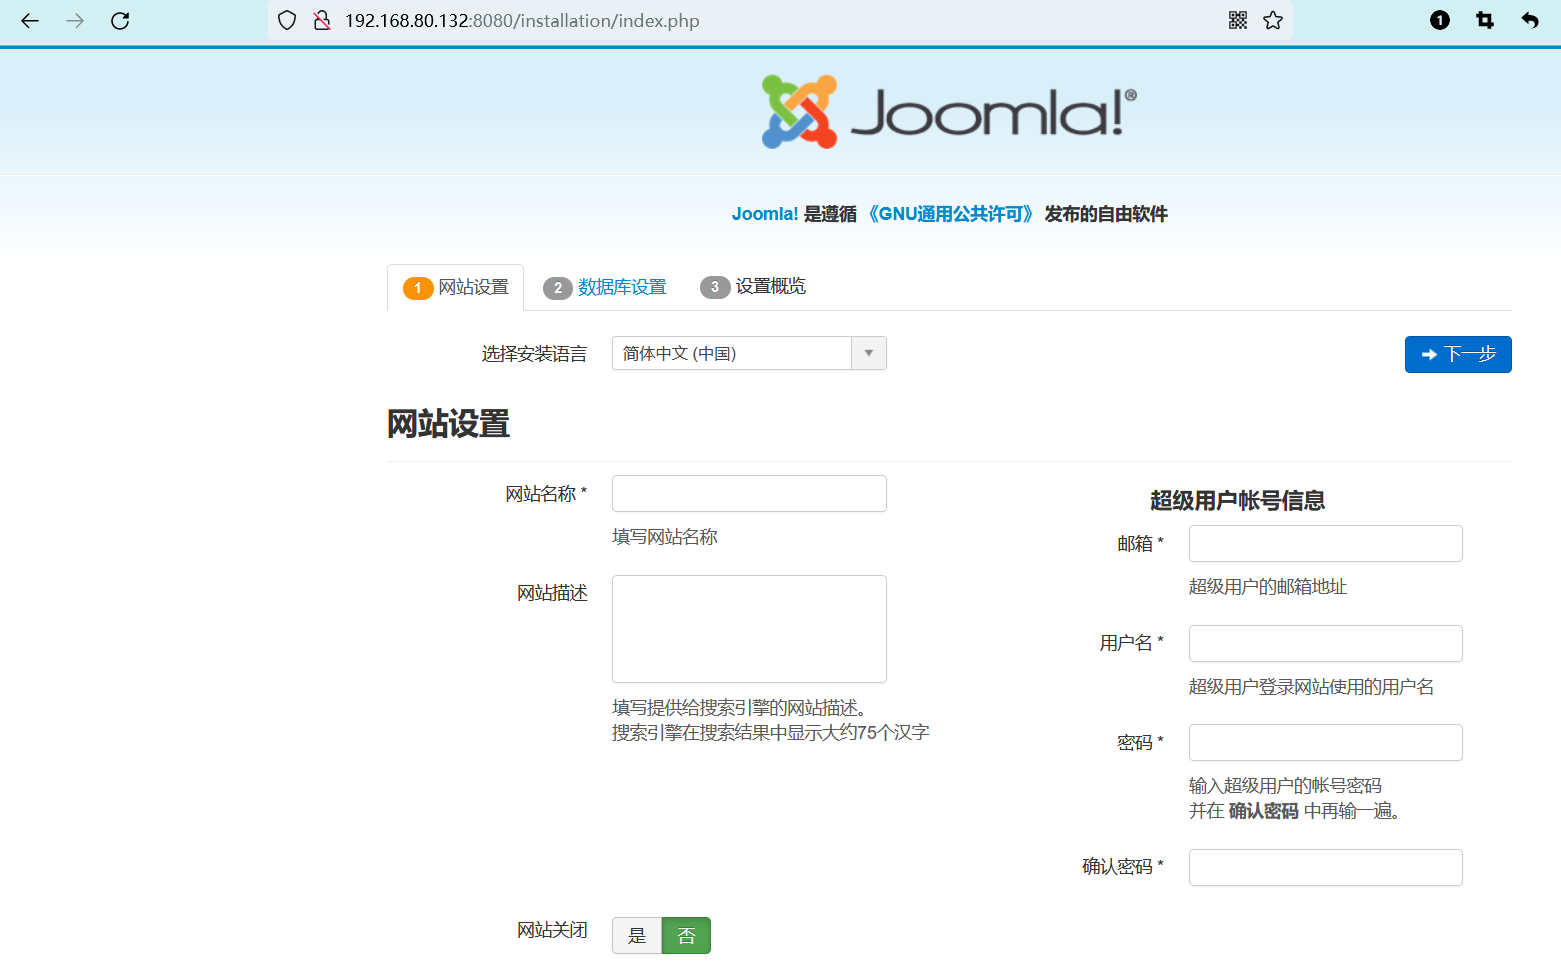 192.168.80.132:8080/installation/index.php
1
Joomla!®
Joomla! 是遵循 《GNU通用公共许可》 发布的自由软件
1 网站设置
2 数据库设置
3 设置概览
选择安装语言
简体中文 (中国)
下一步
网站设置
网站名称 *
填写网站名称
网站描述
填写提供给搜索引擎的网站描述。
搜索引擎在搜索结果中显示大约75个汉字
超级用户帐号信息
邮箱 *
超级用户的邮箱地址
用户名 *
超级用户登录网站使用的用户名
密码 *
输入超级用户的帐号密码
并在 确认密码 中再输一遍。
确认密码 *
网站关闭
是
否